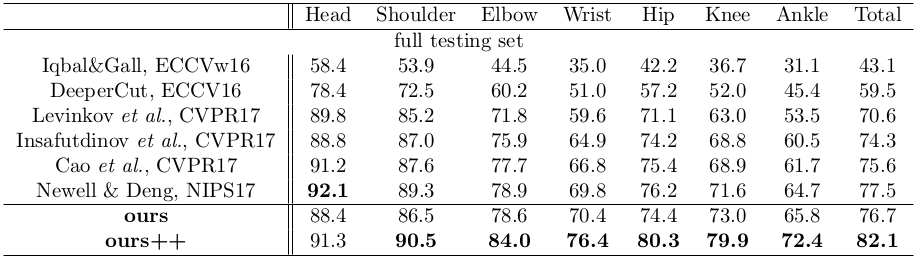 Head Shoulder Elbow Wrist Hip Knee Ankle Total
full testing set
Iqbal&Gall, ECCVw16 58.4 53.9 44.5 35.0 42.2 36.7 31.1 43.1
DeeperCut, ECCV16 78.4 72.5 60.2 51.0 57.2 52.0 45.4 59.5
Levinkov et al., CVPR17 89.8 85.2 71.8 59.6 71.1 63.0 53.5 70.6
Insafutdinov et al., CVPR17 88.8 87.0 75.9 64.9 74.2 68.8 60.5 74.3
Cao et al., CVPR17 91.2 87.6 77.7 66.8 75.4 68.9 61.7 75.6
Newell & Deng, NIPS17 92.1 89.3 78.9 69.8 76.2 71.6 64.7 77.5
ours 88.4 86.5 78.6 70.4 74.4 73.0 65.8 76.7
ours++ 91.3 90.5 84.0 76.4 80.3 79.9 72.4 82.1